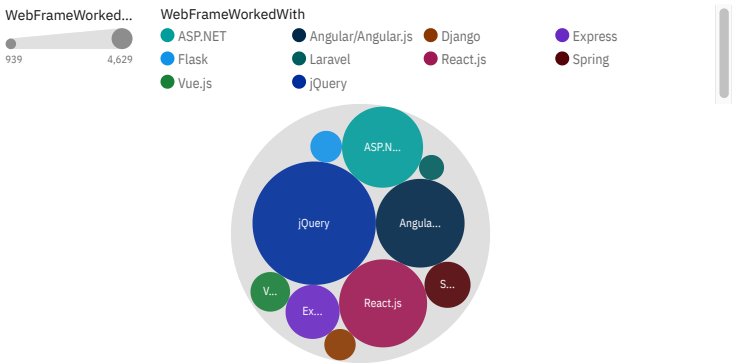 WebFrameWorked...
939 4,629
WebFrameWorkedWith
ASP.NET Angular/Angular.js Django Express
Flask Laravel React.js Spring
Vue.js jQuery
ASP.N...
jQuery Angula...
V... S...
Ex... React.js